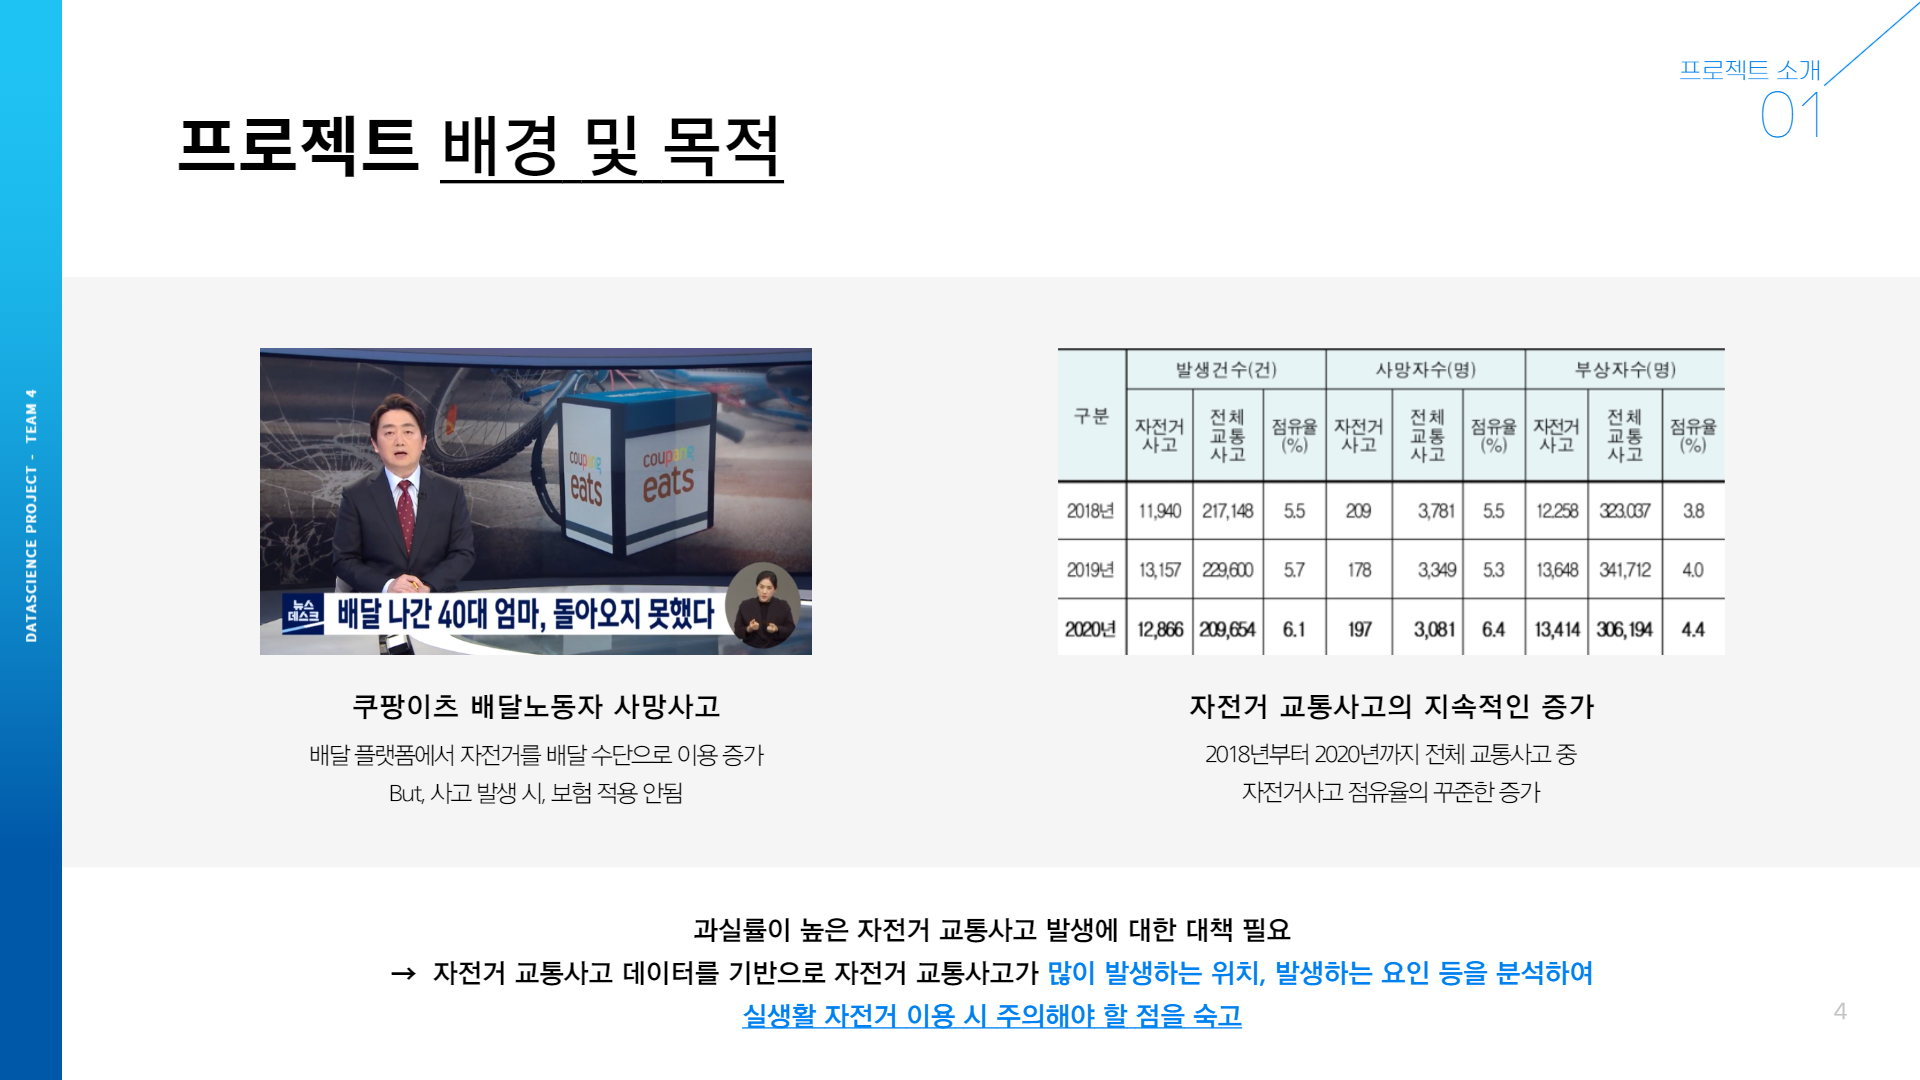 프로젝트 소개
01
프로젝트 배경 및 목적
DATASCIENCE PROJECT - TEAM 4
coupang
eats
coupang
eats
뉴스
데스크
배달 나간 40대 엄마, 돌아오지 못했다
구분 발생건수(건) 사망자수(명) 부상자수(명)
자전거 사고 전체 교통 사고 점유율 (%) 자전거 사고 전체 교통 사고 점유율 (%) 자전거 사고 전체 교통 사고 점유율 (%)
2018년 11,940 217,148 5.5 209 3,781 5.5 12.258 323.037 3.8
2019년 13,157 229,600 5.7 178 3,349 5.3 13,648 341,712 4.0
2020년 12,866 209,654 6.1 197 3,081 6.4 13,414 306,194 4.4
쿠팡이츠 배달노동자 사망사고
배달 플랫폼에서 자전거를 배달 수단으로 이용 증가
But, 사고 발생 시, 보험 적용 안됨
자전거 교통사고의 지속적인 증가
2018년부터 2020년까지 전체 교통사고 중
자전거사고 점유율의 꾸준한 증가
과실률이 높은 자전거 교통사고 발생에 대한 대책 필요
→ 자전거 교통사고 데이터를 기반으로 자전거 교통사고가 많이 발생하는 위치, 발생하는 요인 등을 분석하여
실생활 자전거 이용 시 주의해야 할 점을 숙고
4